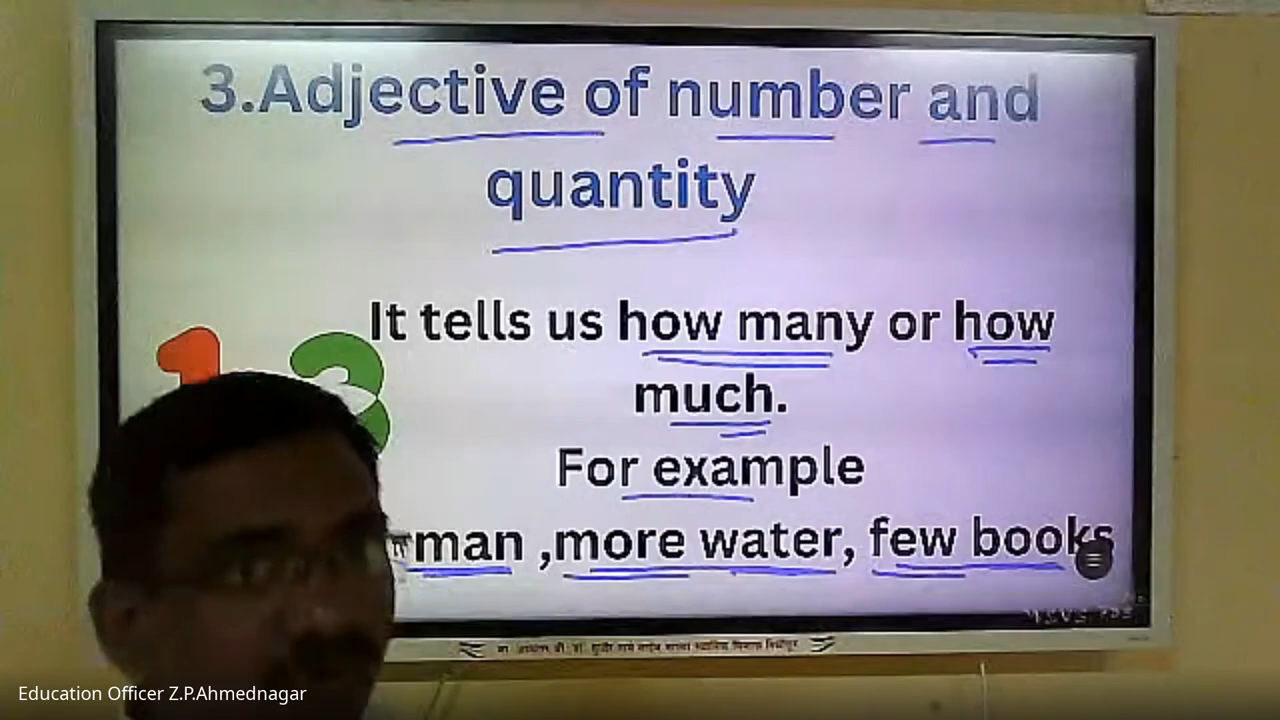 3.Adjective of number and
quantity
It tells us how many or how
much.
For example
man ,more water, few books
Education Officer Z.P.Ahmednagar